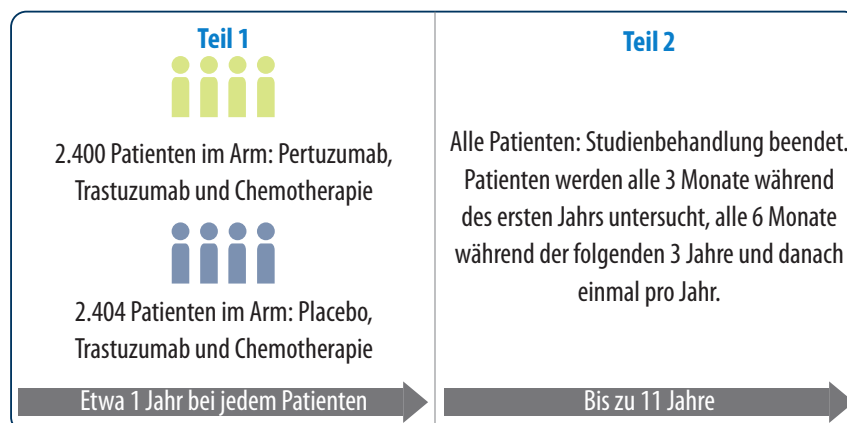 Teil 1
2.400 Patienten im Arm: Pertuzumab,
Trastuzumab und Chemotherapie
2.404 Patienten im Arm: Placebo,
Trastuzumab und Chemotherapie
Etwa 1 Jahr bei jedem Patienten
Teil 2
Alle Patienten: Studienbehandlung beendet.
Patienten werden alle 3 Monate während
des ersten Jahrs untersucht, alle 6 Monate
während der folgenden 3 Jahre und danach
einmal pro Jahr.
Bis zu 11 Jahre